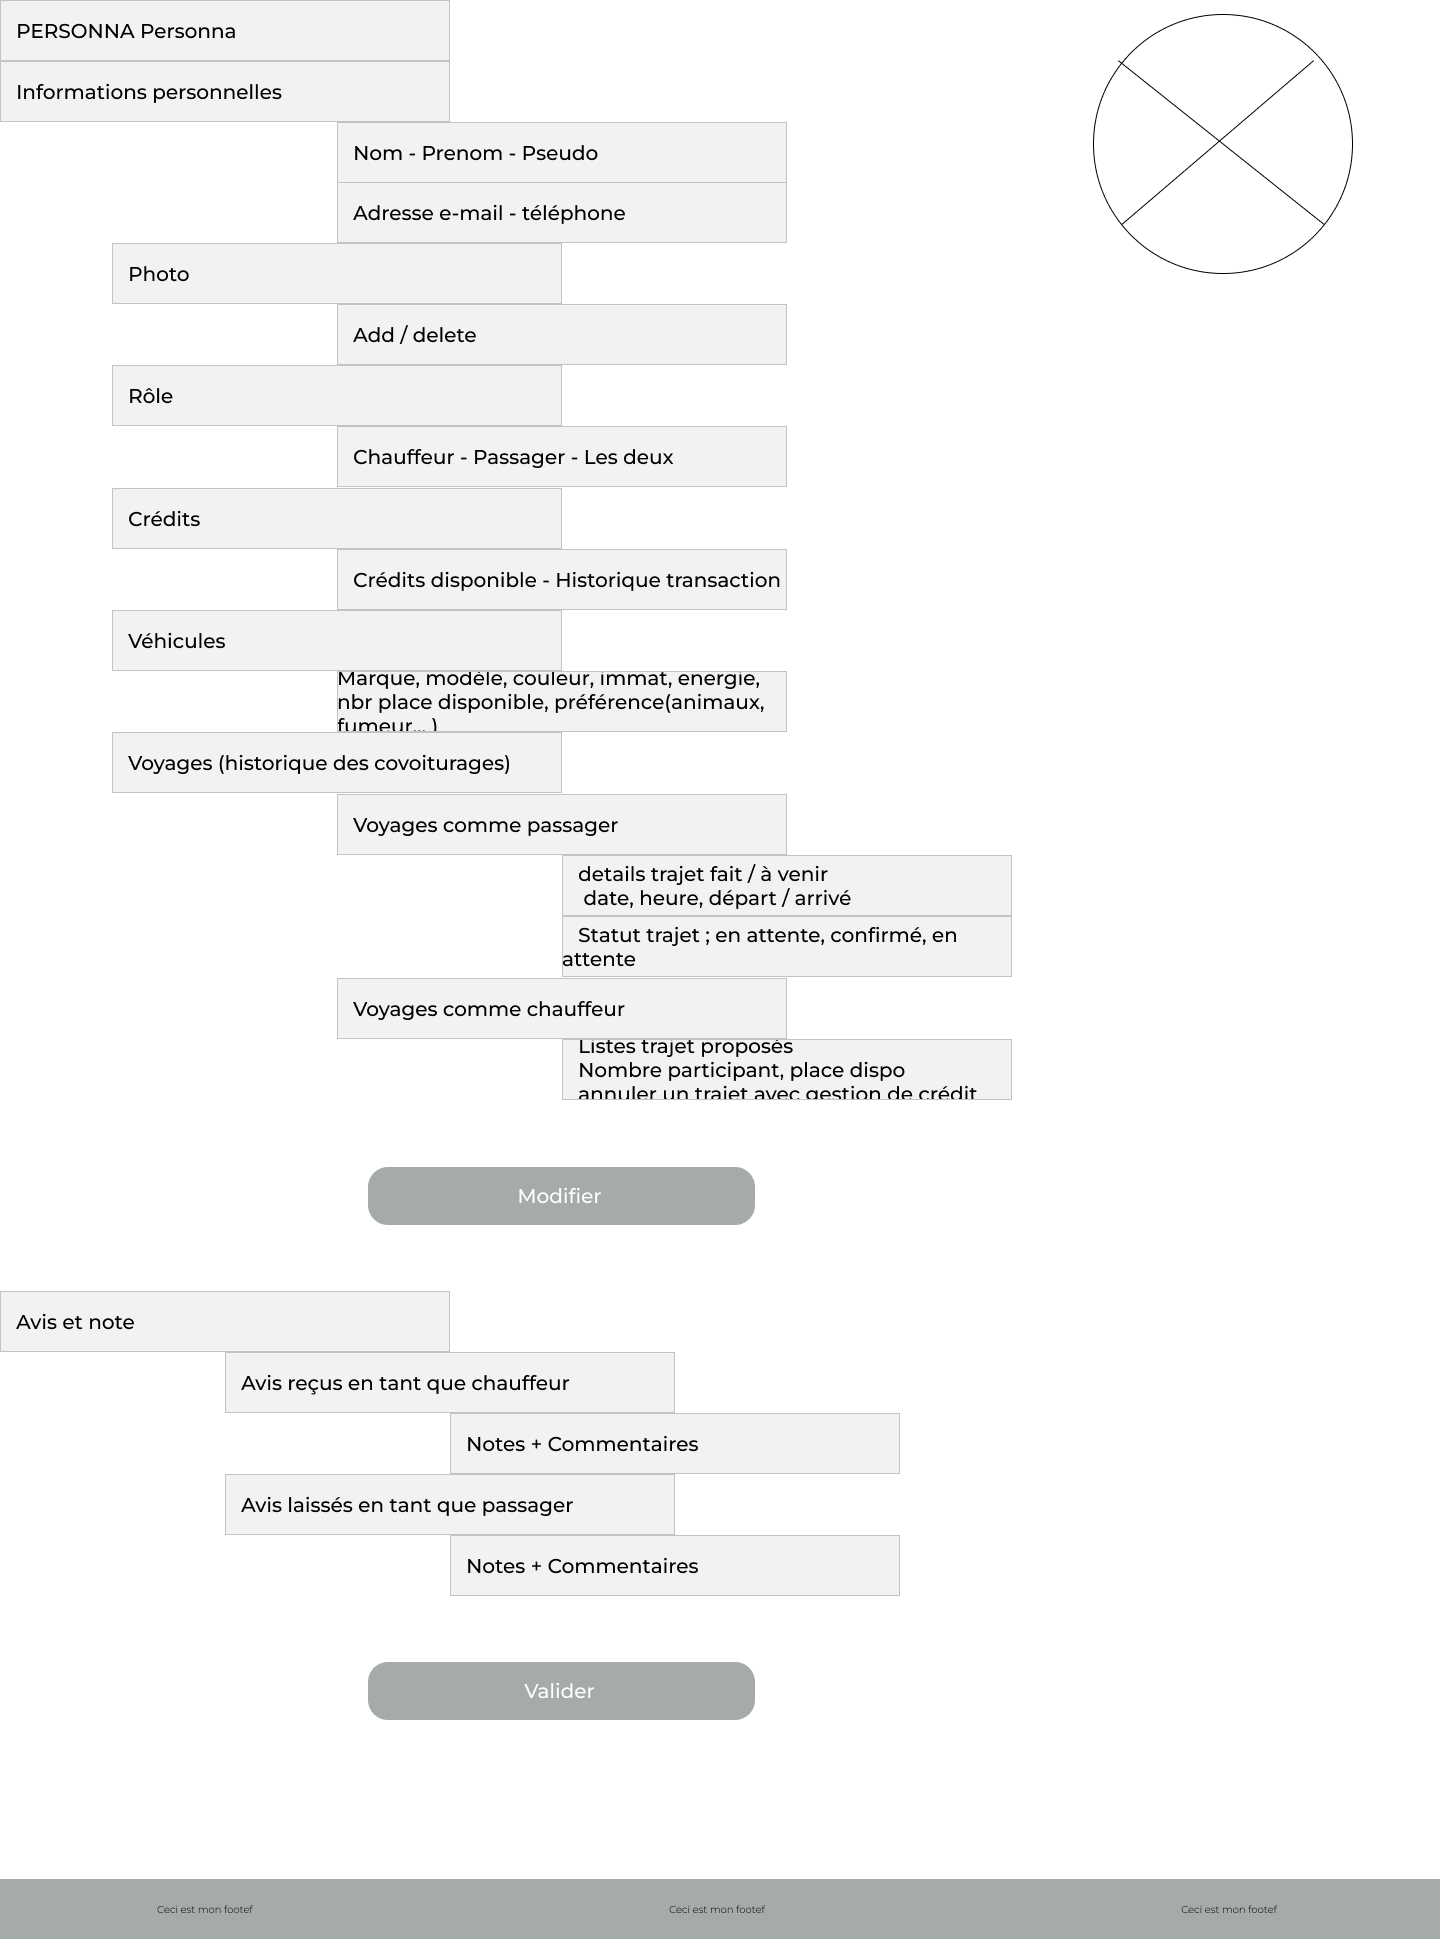 PERSONNA Personna
Informations personnelles
Nom - Prenom - Pseudo
Adresse e-mail - téléphone
Photo
Add / delete
Rôle
Chauffeur - Passager - Les deux
Crédits
Crédits disponible - Historique transaction
Véhicules
Marque, modèle, couleur, immat, energie,
nbr place disponible, préférence(animaux,
fumeur... )
Voyages (historique des covoiturages)
Voyages comme passager
details trajet fait / à venir
date, heure, départ / arrivé
Statut trajet ; en attente, confirmé, en
attente
Voyages comme chauffeur
Listes trajet proposés
Nombre participant, place dispo
annuler un trajet avec gestion de crédit
Modifier
Avis et note
Avis reçus en tant que chauffeur
Notes + Commentaires
Avis laissés en tant que passager
Notes + Commentaires
Valider
Ceci est mon footef
Ceci est mon footef
Ceci est mon footef